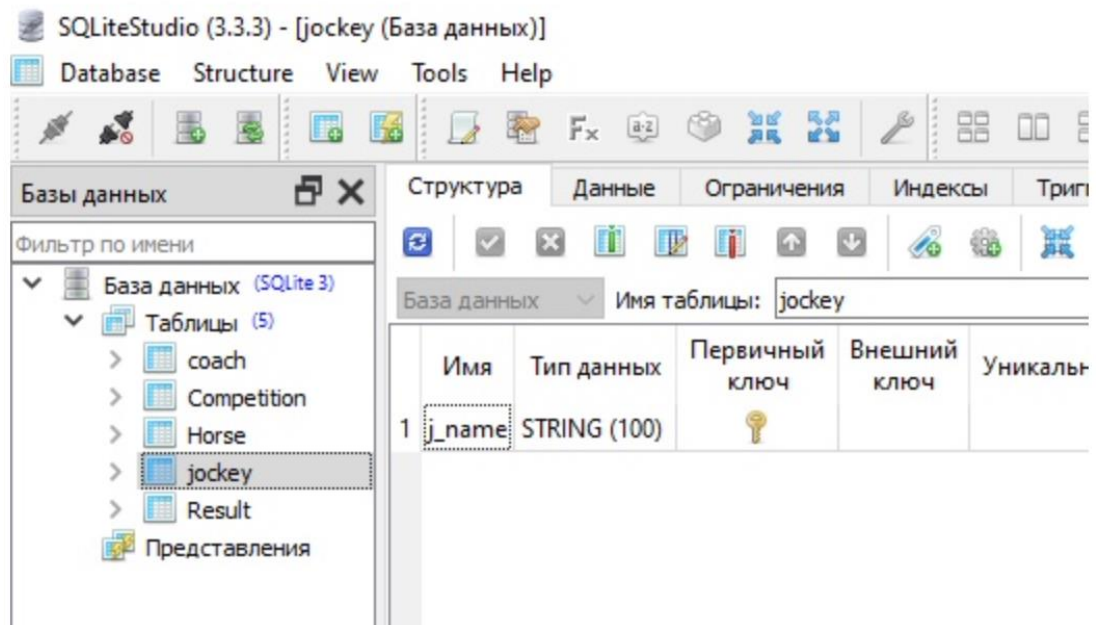 SQLiteStudio (3.3.3) - [jockey (База данных)]
Database Structure View Tools Help
Базы данных
Фильтр по имени
База данных (SQLite 3)
Таблицы (5)
coach
Competition
Horse
jockey
Result
Представления
Структура Данные Ограничения Индексы Триг
База данных Имя таблицы: jockey
Имя Тип данных Первичный ключ Внешний ключ Уникальн
1 j_name STRING (100)